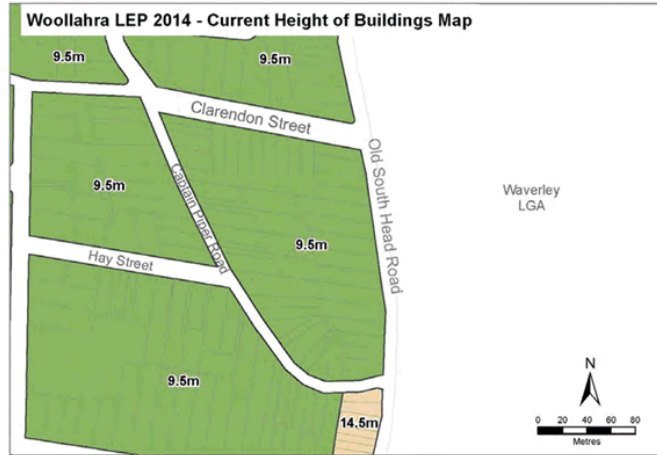 Woollahra LEP 2014 - Current Height of Buildings Map
9.5m
9.5m
Clarendon Street
Old South Head Road
Captain Piper Road
9.5m
Waverley
LGA
9.5m
Hay Street
9.5m
14.5m
N
0 20 40 60 80
Metres